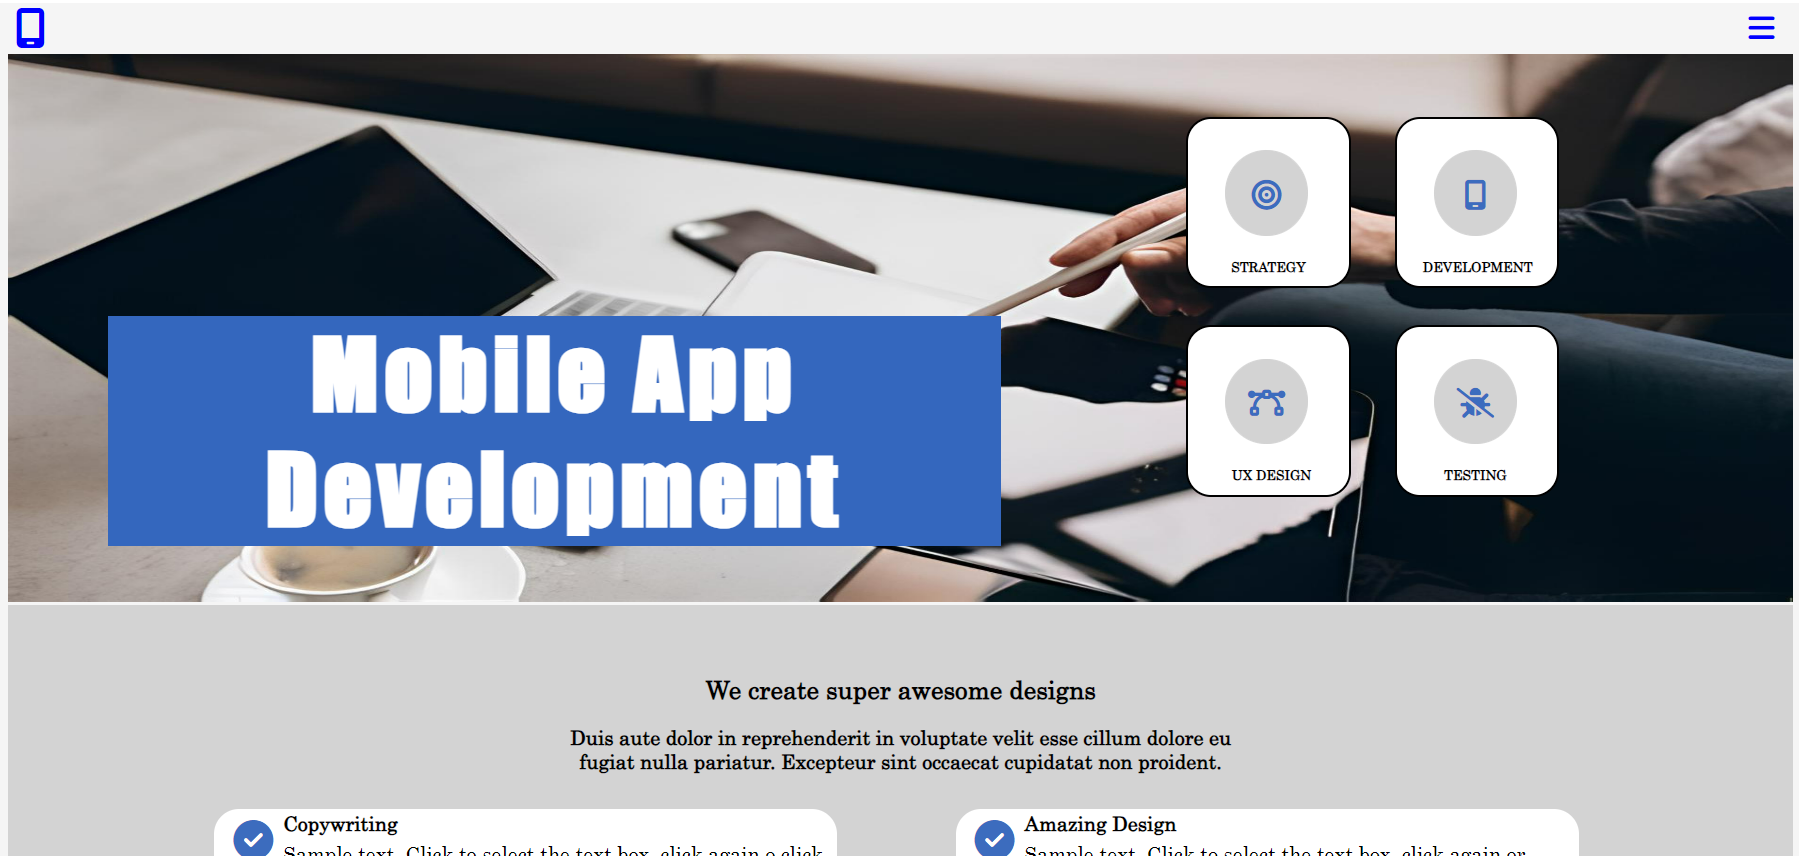 STRATEGY
DEVELOPMENT
Mobile App
Development
UX DESIGN
TESTING
We create super awesome designs
Duis aute dolor in reprehenderit in voluptate velit esse cillum dolore eu
fugiat nulla pariatur. Excepteur sint occaecat cupidatat non proident.
Copywriting
Sample text. Click to select the text box, click again o click
Amazing Design
Sample text. Click to select the text box, click again or